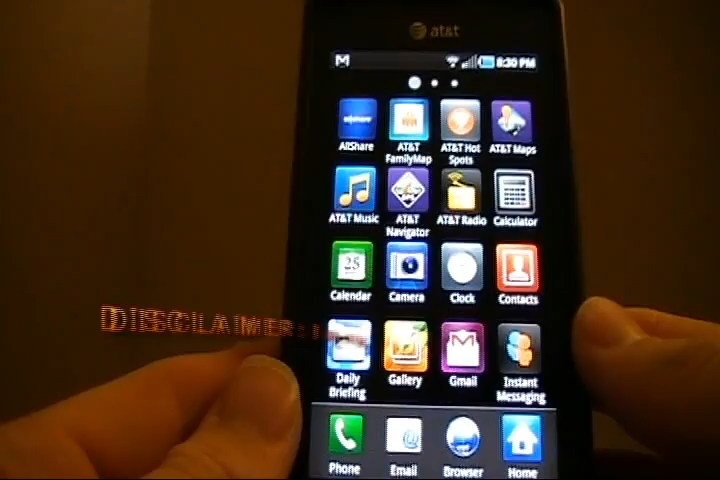 at&t
8:30 PM
AllShare
AT&T FamilyMap
AT&T Hot Spots
AT&T Maps
AT&T Music
AT&T Navigator
AT&T Radio
Calculator
25
Calendar
Camera
Clock
Contacts
Daily Briefing
Gallery
Gmail
Instant Messaging
Phone
Email
Browser
Home
DISCLAIMER: